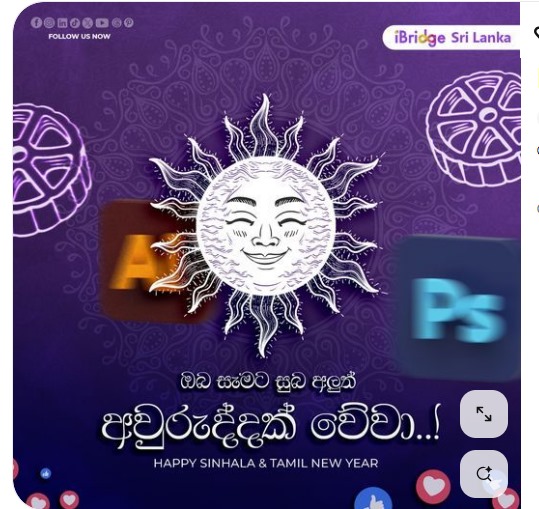 FOLLOW US NOW
iBridge Sri Lanka
Ai
Ps
ඔබ සැමට සුබ අලුත්
අවුරුද්දක් වේවා..!
HAPPY SINHALA & TAMIL NEW YEAR